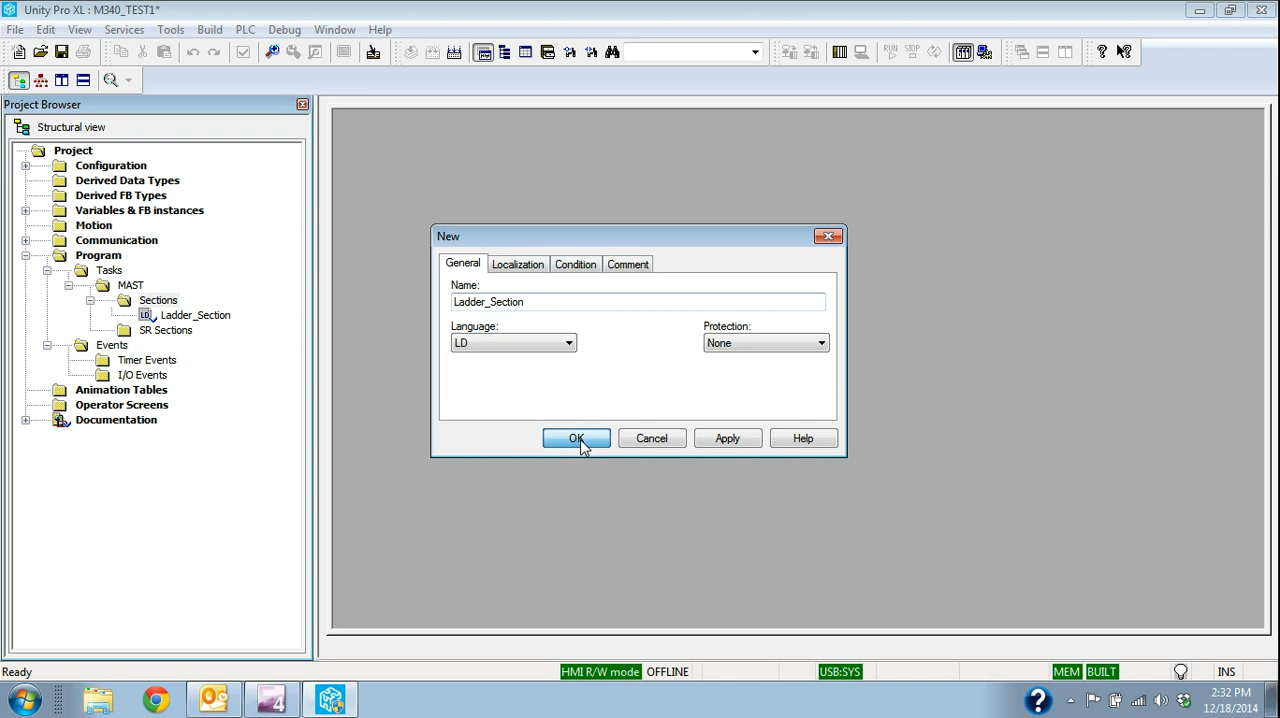 Unity Pro XL : M340_TEST1*
File Edit View Services Tools Build PLC Debug Window Help
RUN STOP
Project Browser
Structural view
Project
Configuration
Derived Data Types
Derived FB Types
Variables & FB instances
Motion
Communication
Program
Tasks
MAST
Sections
LD Ladder_Section
SR Sections
Events
Timer Events
I/O Events
Animation Tables
Operator Screens
Documentation
New
General Localization Condition Comment
Name:
Ladder_Section
Language: Protection:
LD None
OK Cancel Apply Help
Ready HMI R/W mode OFFLINE USB:SYS MEM BUILT INS
2:32 PM
12/18/2014